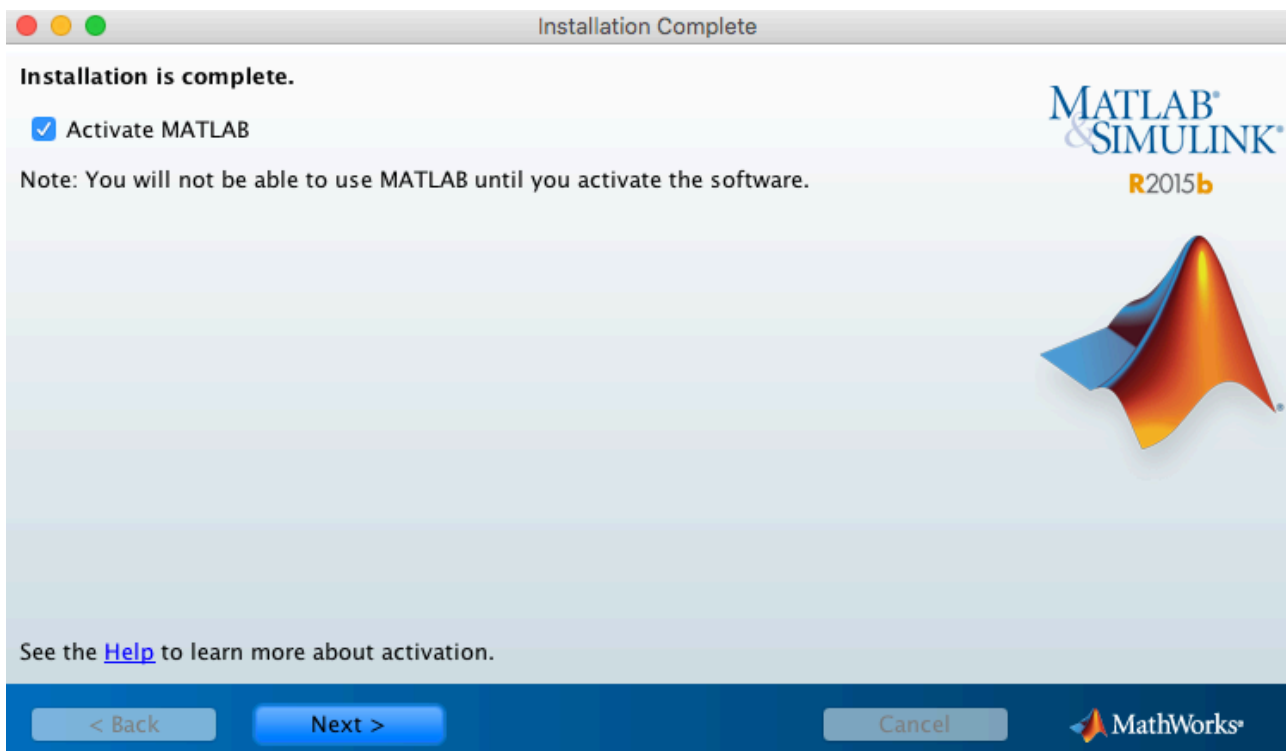 Installation Complete
Installation is complete.
Activate MATLAB
Note: You will not be able to use MATLAB until you activate the software.
MATLAB®
&SIMULINK®
R2015b
®
See the Help to learn more about activation.
< Back
Next >
Cancel
MathWorks®